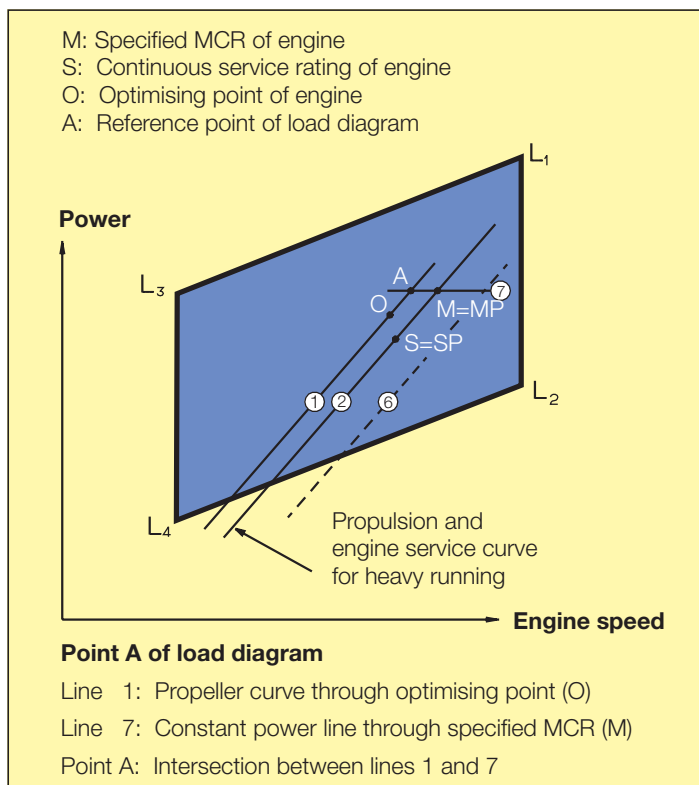 M: Specified MCR of engine
S: Continuous service rating of engine
O: Optimising point of engine
A: Reference point of load diagram
L1
Power
L3
A
7
O
M=MP
S=SP
L2
1
2
6
L4
Propulsion and
engine service curve
for heavy running
Engine speed
Point A of load diagram
Line 1: Propeller curve through optimising point (O)
Line 7: Constant power line through specified MCR (M)
Point A: Intersection between lines 1 and 7